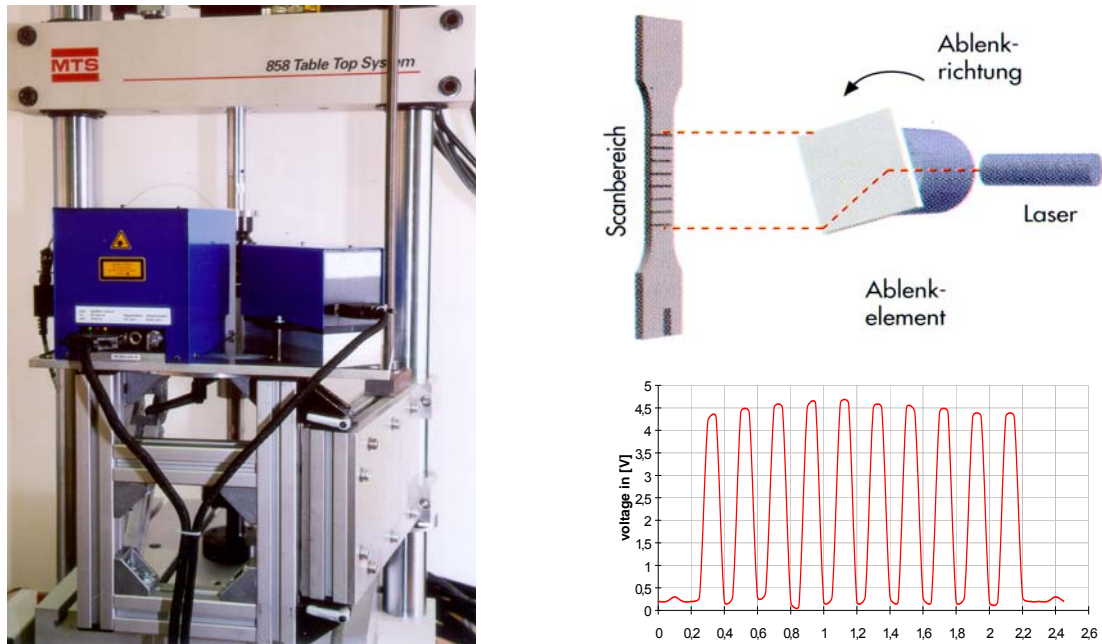 MTS
858 Table Top System
Ablenk-
richtung
Scanbereich
Laser
Ablenk-
element
voltage in [V]
5
4,5
4
3,5
3
2,5
2
1,5
1
0,5
0
0 0,2 0,4 0,6 0,8 1 1,2 1,4 1,6 1,8 2 2,2 2,4 2,6